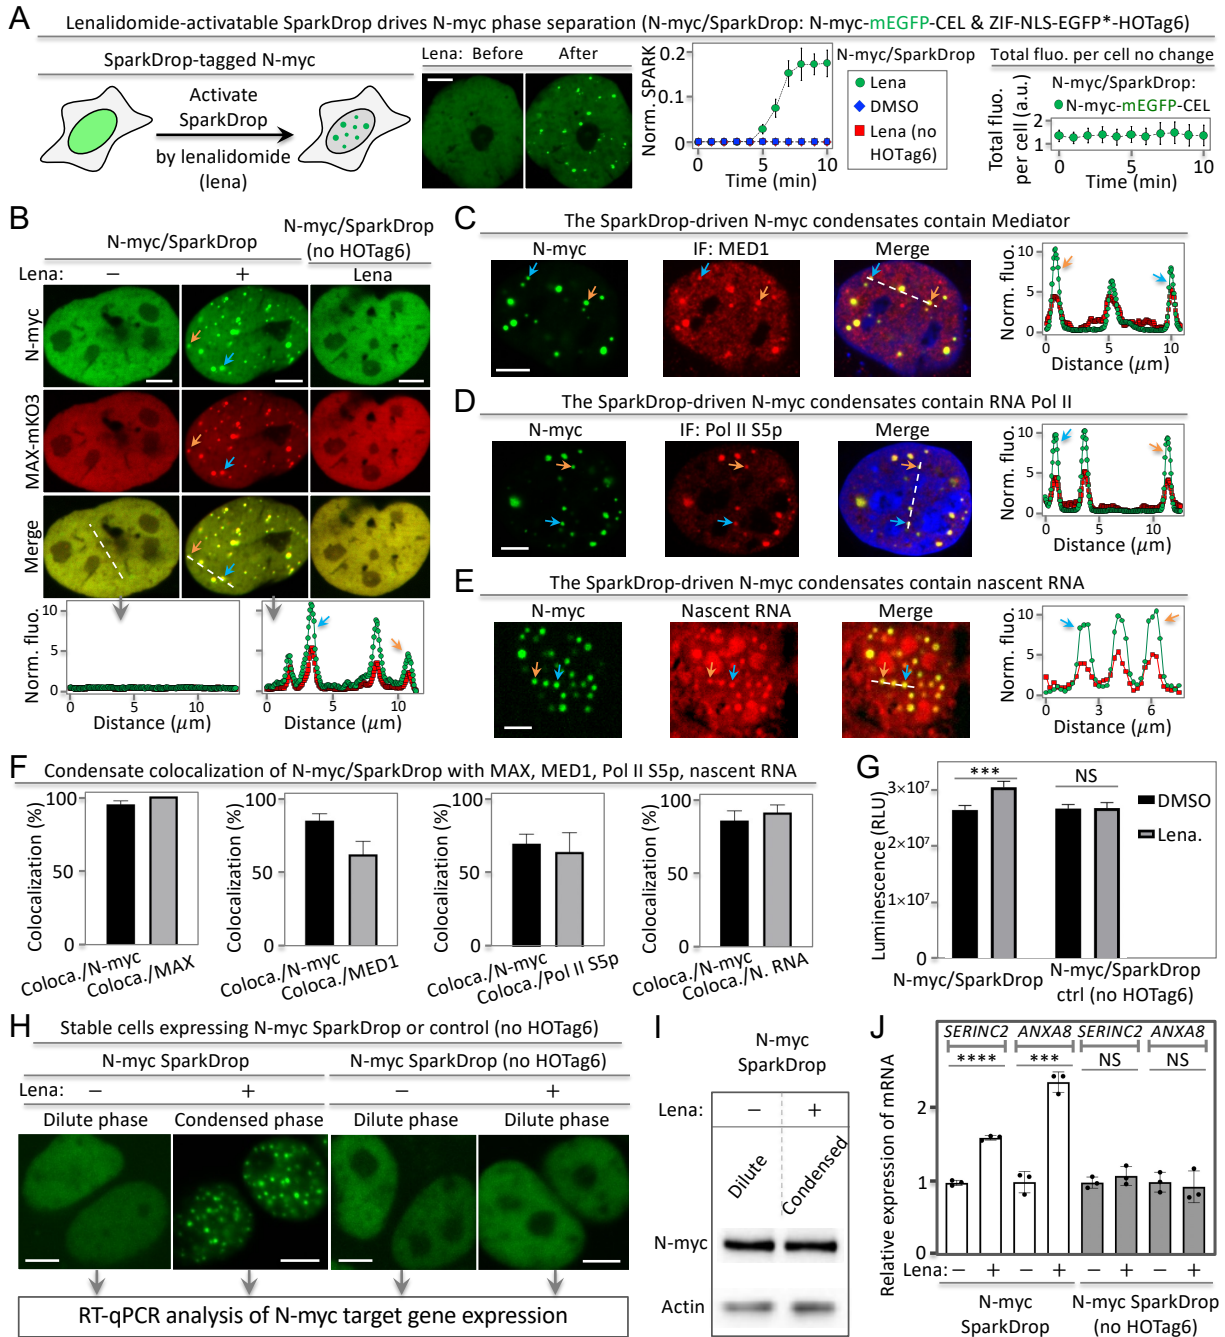 A
Lenalidomide-activatable SparkDrop drives N-myc phase separation (N-myc/SparkDrop: N-myc-mEGFP-CEL & ZIF-NLS-EGFP*-HOTag6)
SparkDrop-tagged N-myc
Activate
SparkDrop
by lenalidomide
(lena)
Lena: Before After
Norm. SPARK
0.2
0.1
0
0 5 10
Time (min)
N-myc/SparkDrop
Lena
DMSO
Lena (no
HOTag6)
Total fluo. per cell no change
N-myc/SparkDrop:
N-myc-mEGFP-CEL
Total fluo.
per cell (a.u.)
2
1
0 5 10
Time (min)
B
N-myc/SparkDrop
N-myc/SparkDrop
(no HOTag6)
Lena: − + Lena
N-myc
MAX-mKO3
Merge
Norm. fluo.
10
5
0
0 5 10
Distance (μm)
0 5 10
Distance (μm)
C
The SparkDrop-driven N-myc condensates contain Mediator
N-myc IF: MED1 Merge
Norm. fluo.
10
5
0
0 5 10
Distance (μm)
D
The SparkDrop-driven N-myc condensates contain RNA Pol II
N-myc IF: Pol II S5p Merge
Norm. fluo.
10
5
0
0 5 10
Distance (μm)
E
The SparkDrop-driven N-myc condensates contain nascent RNA
N-myc Nascent RNA Merge
Norm. fluo.
10
5
0
0 3 6
Distance (μm)
F
Condensate colocalization of N-myc/SparkDrop with MAX, MED1, Pol II S5p, nascent RNA
Colocalization (%)
100
50
0
Coloca./N-myc
Coloca./MAX
Colocalization (%)
100
50
0
Coloca./N-myc
Coloca./MED1
Colocalization (%)
100
50
0
Coloca./N-myc
Coloca./Pol II S5p
Colocalization (%)
100
50
0
Coloca./N-myc
Coloca./N. RNA
G
Luminescence (RLU)
3×10⁷
2×10⁷
1×10⁷
0
***
NS
DMSO
Lena.
N-myc/SparkDrop
N-myc/SparkDrop
ctrl (no HOTag6)
H
Stable cells expressing N-myc SparkDrop or control (no HOTag6)
N-myc SparkDrop N-myc SparkDrop (no HOTag6)
Lena: − + − +
Dilute phase Condensed phase Dilute phase Dilute phase
RT-qPCR analysis of N-myc target gene expression
I
N-myc
SparkDrop
Lena: − +
Dilute
Condensed
N-myc
Actin
J
SERINC2 ANXA8 SERINC2 ANXA8
**** *** NS NS
Relative expression of mRNA
2
1
0
Lena: − + − + − + − +
N-myc
SparkDrop
N-myc SparkDrop
(no HOTag6)